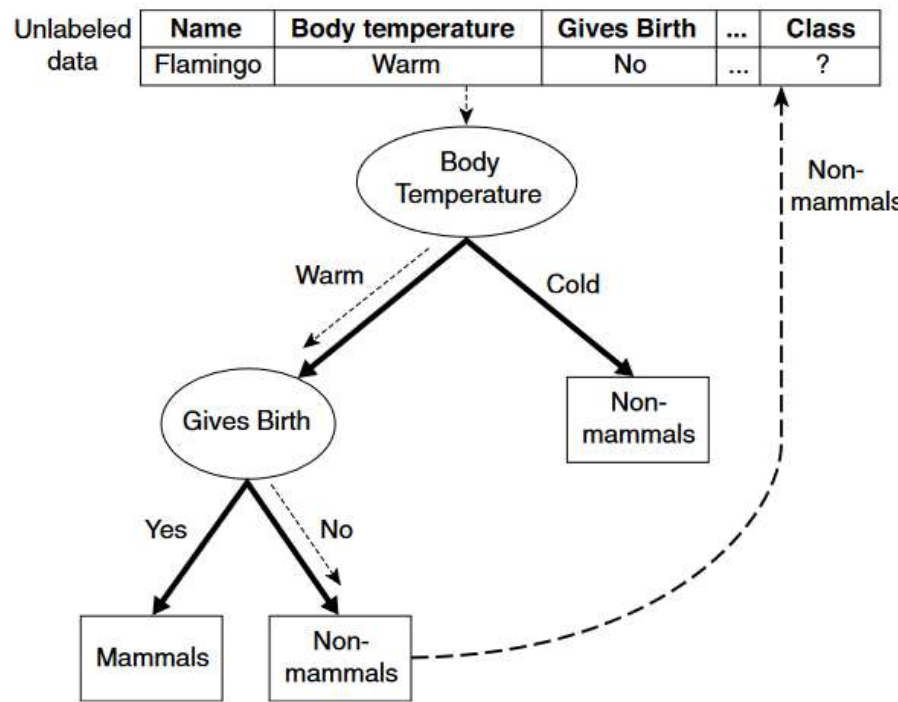 Unlabeled data
Name Body temperature Gives Birth ... Class
Flamingo Warm No ... ?
Body
Temperature
Non-
mammals
Warm
Cold
Gives Birth
Non-
mammals
Yes
No
Mammals
Non-
mammals